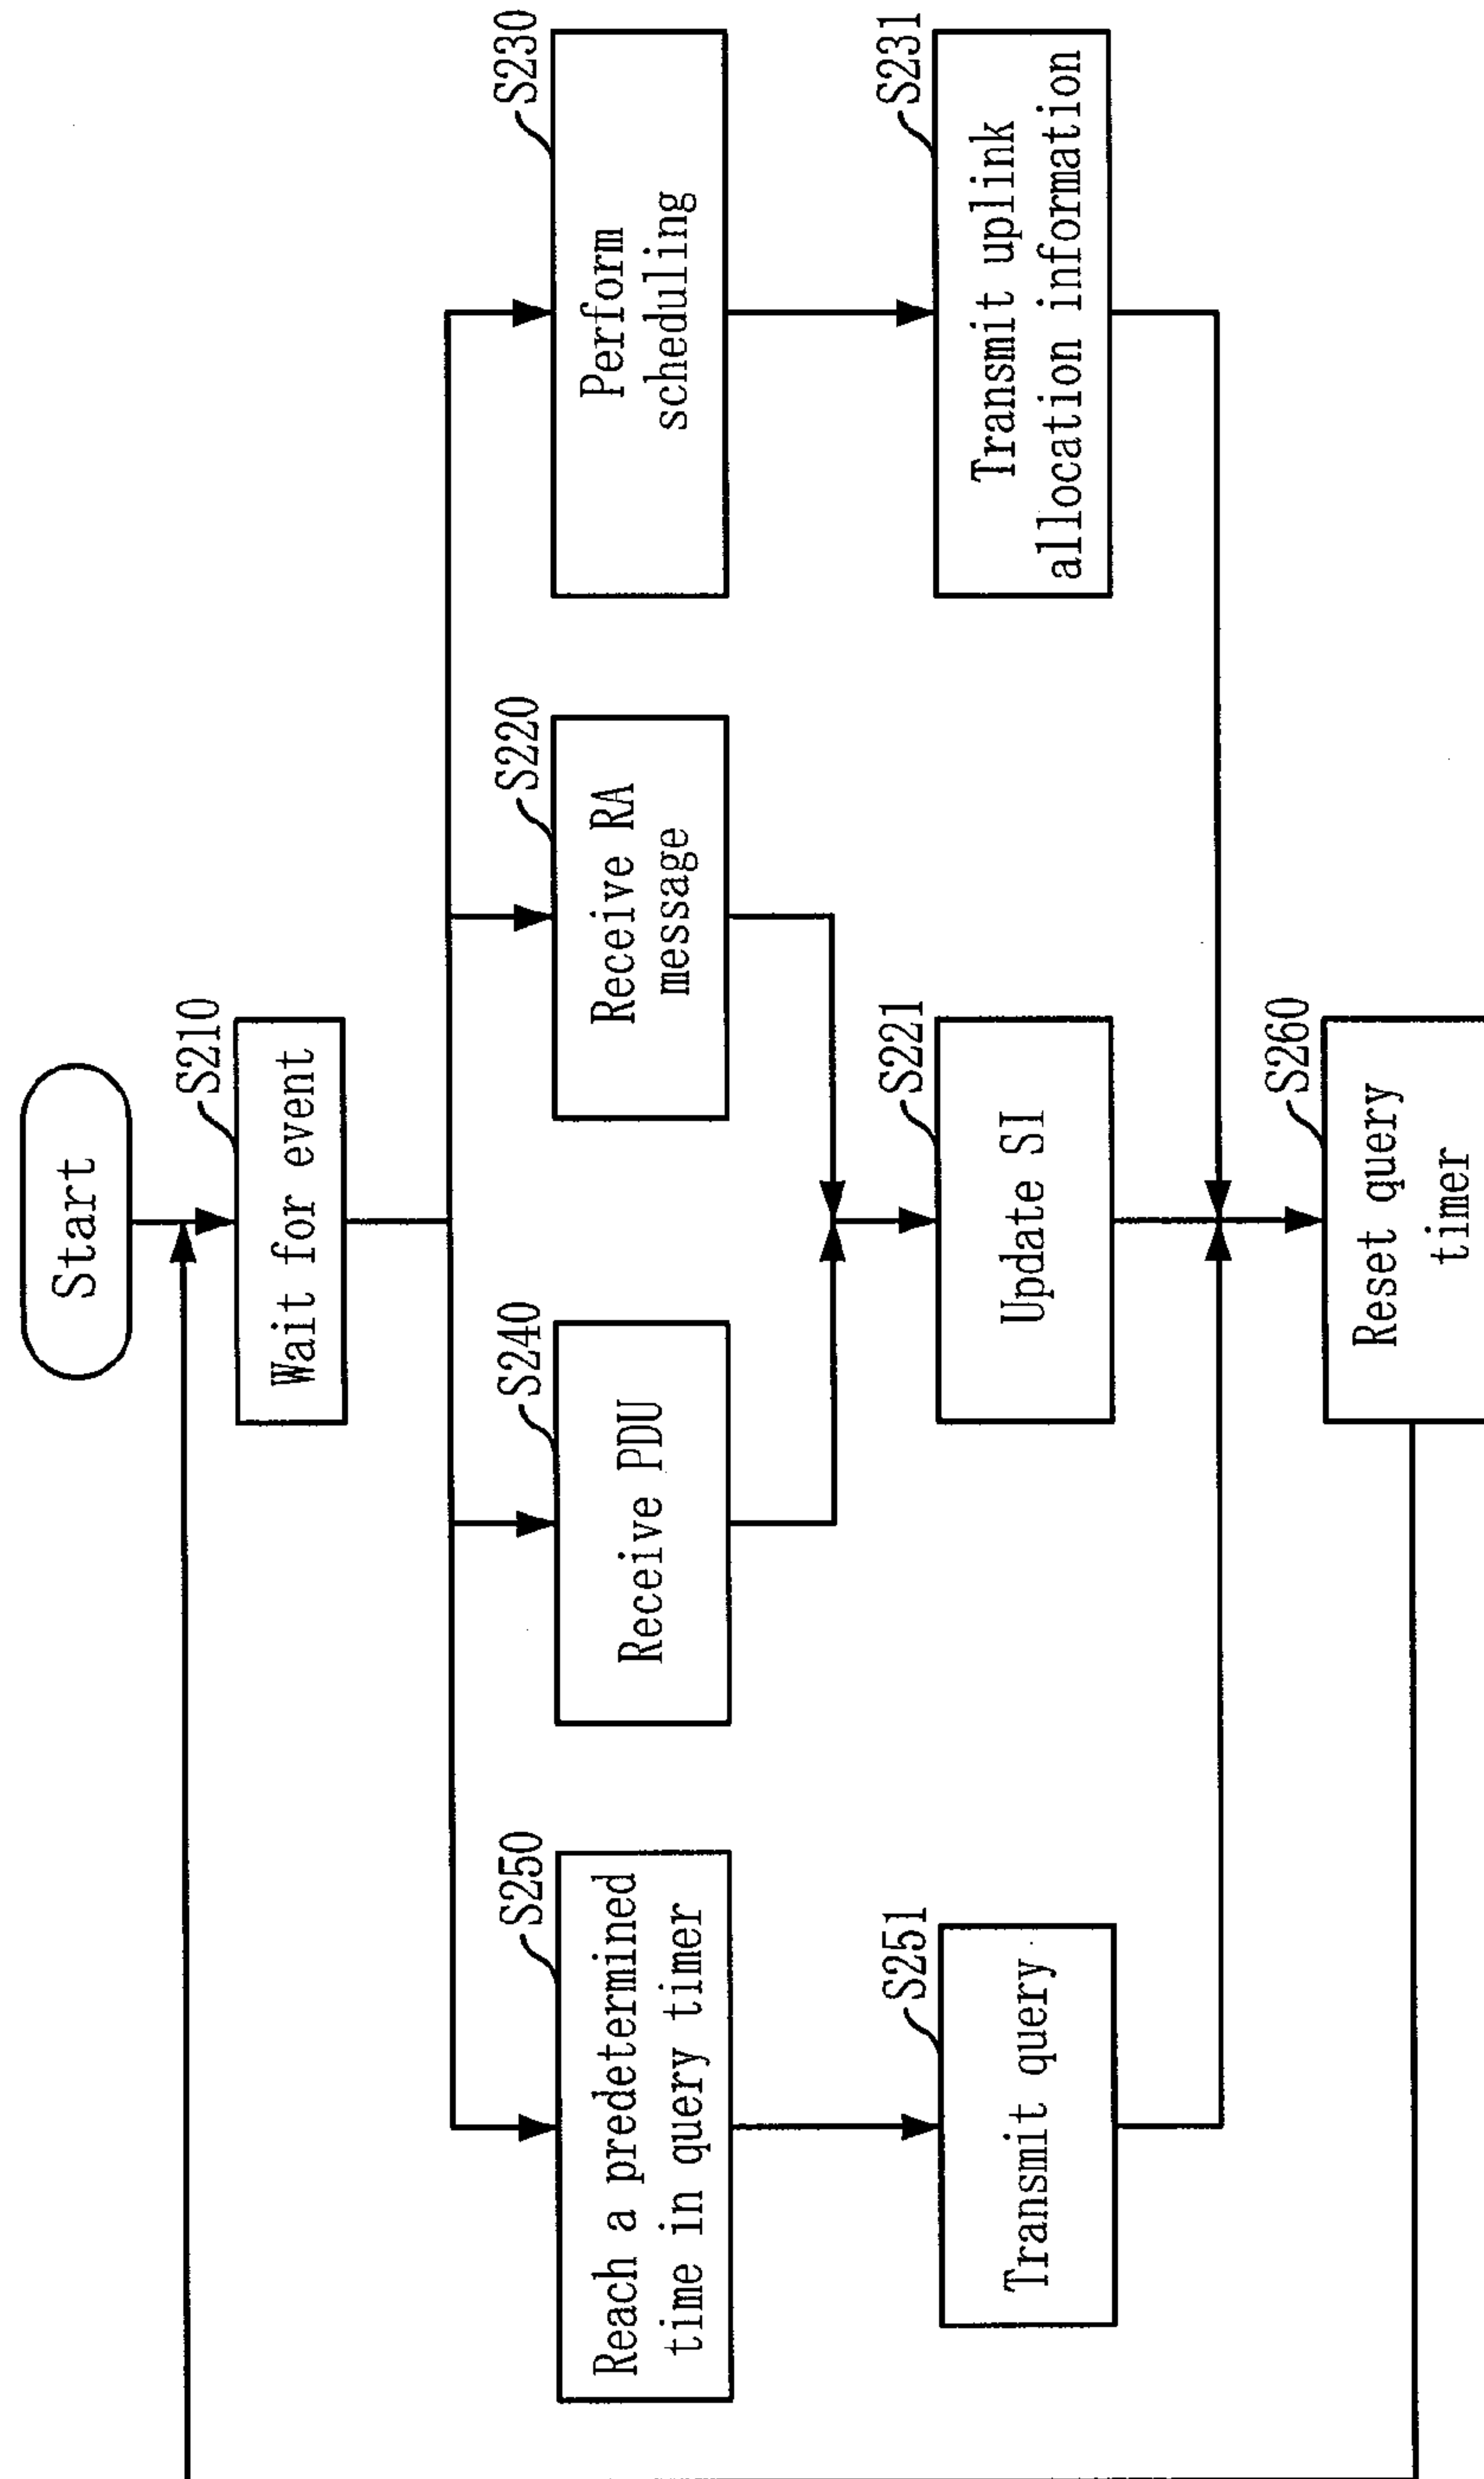 Start
S210
Wait for event
S250
Reach a predetermined
time in query timer
S240
Receive PDU
S220
Receive RA
message
S230
Perform
scheduling
S251
Transmit query
S221
Update SI
S231
Transmit uplink
allocation information
S260
Reset query
timer